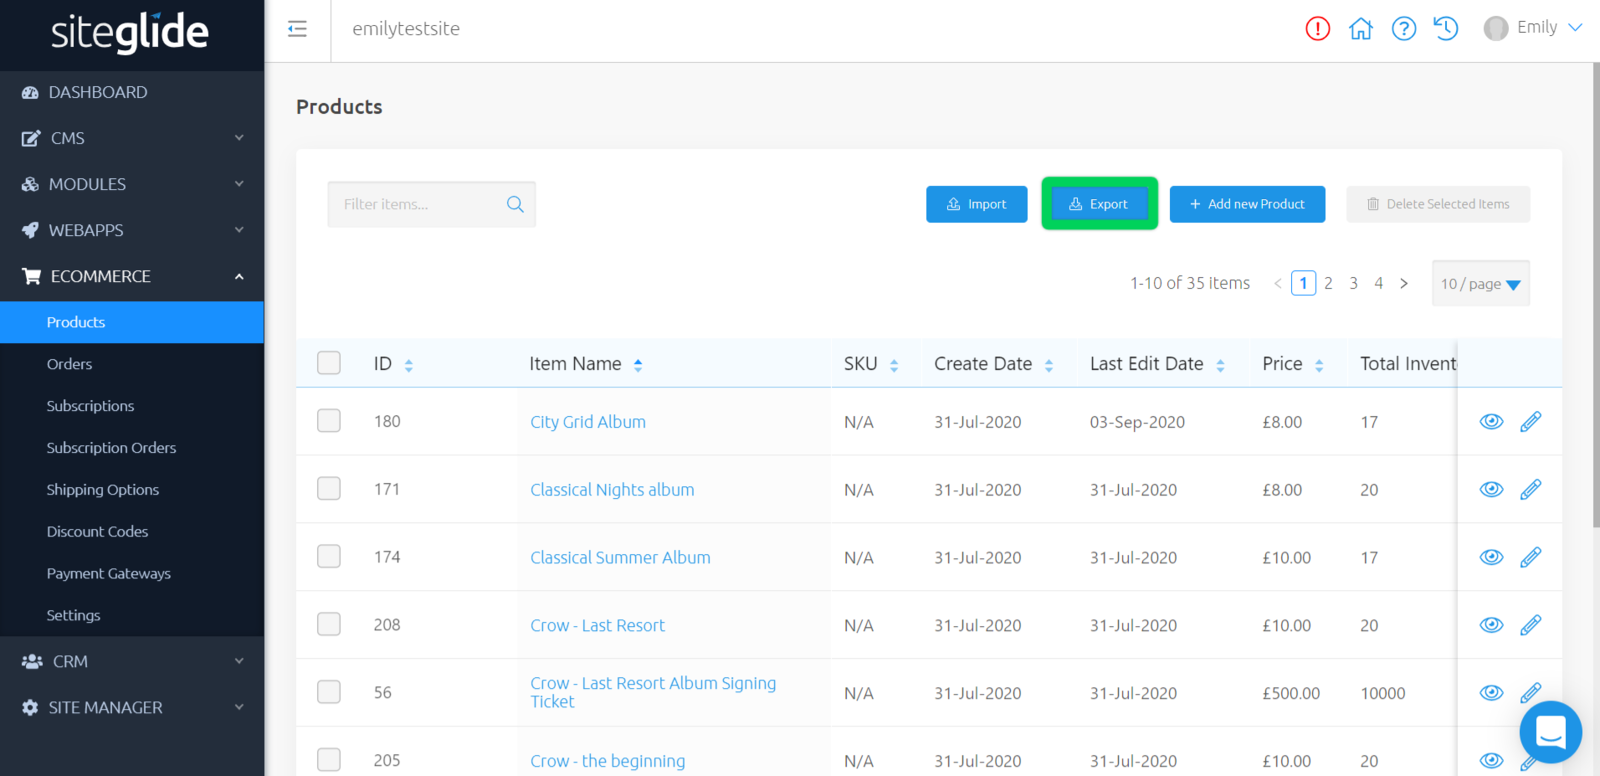 siteglide
emilytestsite
Emily
DASHBOARD
CMS
MODULES
WEBAPPS
ECOMMERCE
Products
Orders
Subscriptions
Subscription Orders
Shipping Options
Discount Codes
Payment Gateways
Settings
CRM
SITE MANAGER
Products
Filter items...
Import
Export
+ Add new Product
Delete Selected Items
1-10 of 35 items < 1 2 3 4 > 10 / page
ID Item Name SKU Create Date Last Edit Date Price Total Invent
180 City Grid Album N/A 31-Jul-2020 03-Sep-2020 £8.00 17
171 Classical Nights album N/A 31-Jul-2020 31-Jul-2020 £8.00 20
174 Classical Summer Album N/A 31-Jul-2020 31-Jul-2020 £10.00 17
208 Crow - Last Resort N/A 31-Jul-2020 31-Jul-2020 £10.00 20
56 Crow - Last Resort Album Signing
Ticket N/A 31-Jul-2020 31-Jul-2020 £500.00 10000
205 Crow - the beginning N/A 31-Jul-2020 31-Jul-2020 £10.00 20